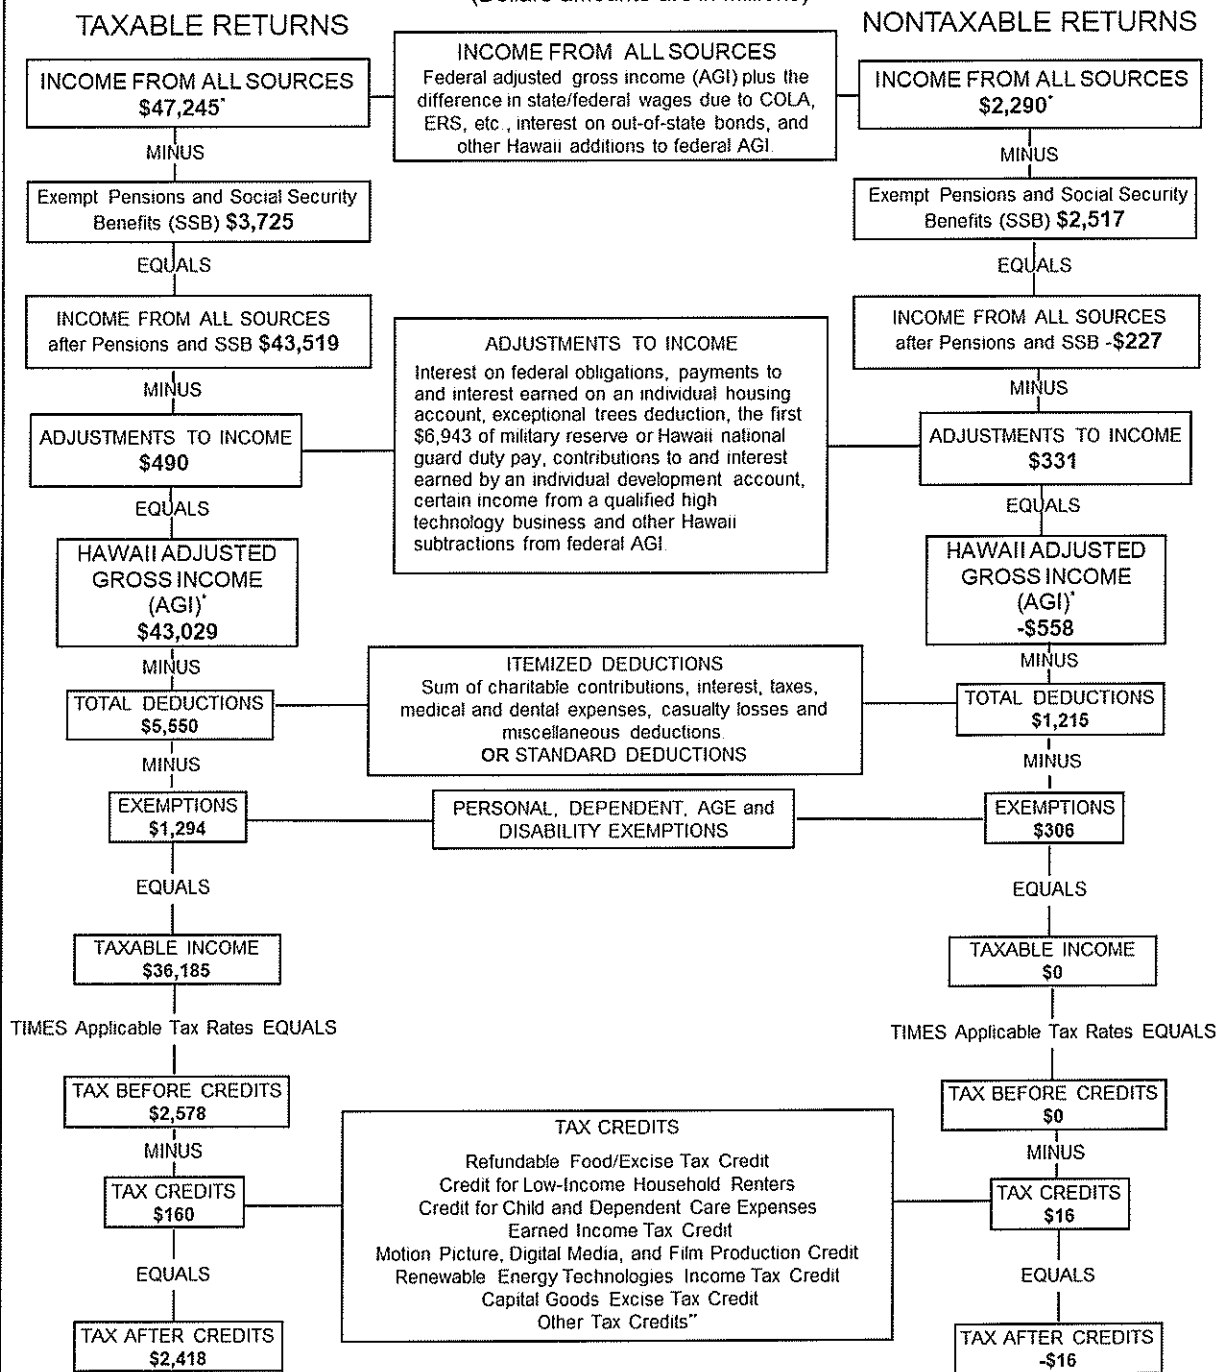 (Dollars amounts are in millions)
TAXABLE RETURNS
NONTAXABLE RETURNS
INCOME FROM ALL SOURCES
$47,245*
INCOME FROM ALL SOURCES
Federal adjusted gross income (AGI) plus the
difference in state/federal wages due to COLA,
ERS, etc., interest on out-of-state bonds, and
other Hawaii additions to federal AGI.
INCOME FROM ALL SOURCES
$2,290*
MINUS
MINUS
Exempt Pensions and Social Security
Benefits (SSB) $3,725
Exempt Pensions and Social Security
Benefits (SSB) $2,517
EQUALS
EQUALS
INCOME FROM ALL SOURCES
after Pensions and SSB $43,519
INCOME FROM ALL SOURCES
after Pensions and SSB -$227
MINUS
MINUS
ADJUSTMENTS TO INCOME
$490
ADJUSTMENTS TO INCOME
Interest on federal obligations, payments to
and interest earned on an individual housing
account, exceptional trees deduction, the first
$6,943 of military reserve or Hawaii national
guard duty pay, contributions to and interest
earned by an individual development account,
certain income from a qualified high
technology business and other Hawaii
subtractions from federal AGI.
ADJUSTMENTS TO INCOME
$331
EQUALS
EQUALS
HAWAII ADJUSTED
GROSS INCOME
(AGI)*
$43,029
HAWAII ADJUSTED
GROSS INCOME
(AGI)*
-$558
MINUS
MINUS
TOTAL DEDUCTIONS
$5,550
ITEMIZED DEDUCTIONS
Sum of charitable contributions, interest, taxes,
medical and dental expenses, casualty losses and
miscellaneous deductions.
OR STANDARD DEDUCTIONS
TOTAL DEDUCTIONS
$1,215
MINUS
MINUS
EXEMPTIONS
$1,294
PERSONAL, DEPENDENT, AGE and
DISABILITY EXEMPTIONS
EXEMPTIONS
$306
EQUALS
EQUALS
TAXABLE INCOME
$36,185
TAXABLE INCOME
$0
TIMES Applicable Tax Rates EQUALS
TIMES Applicable Tax Rates EQUALS
TAX BEFORE CREDITS
$2,578
TAX BEFORE CREDITS
$0
MINUS
MINUS
TAX CREDITS
$160
TAX CREDITS
Refundable Food/Excise Tax Credit
Credit for Low-Income Household Renters
Credit for Child and Dependent Care Expenses
Earned Income Tax Credit
Motion Picture, Digital Media, and Film Production Credit
Renewable Energy Technologies Income Tax Credit
Capital Goods Excise Tax Credit
Other Tax Credits**
TAX CREDITS
$16
EQUALS
EQUALS
TAX AFTER CREDITS
$2,418
TAX AFTER CREDITS
-$16